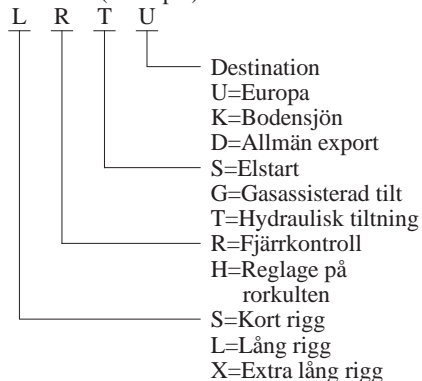 L R T U
Destination
U=Europa
K=Bodensjön
D=Allmän export
S=Elstart
G=Gasassisterad tilt
T=Hydraulisk tiltning
R=Fjärrkontroll
H=Reglage på
rorkulten
S=Kort rigg
L=Lång rigg
X=Extra lång rigg